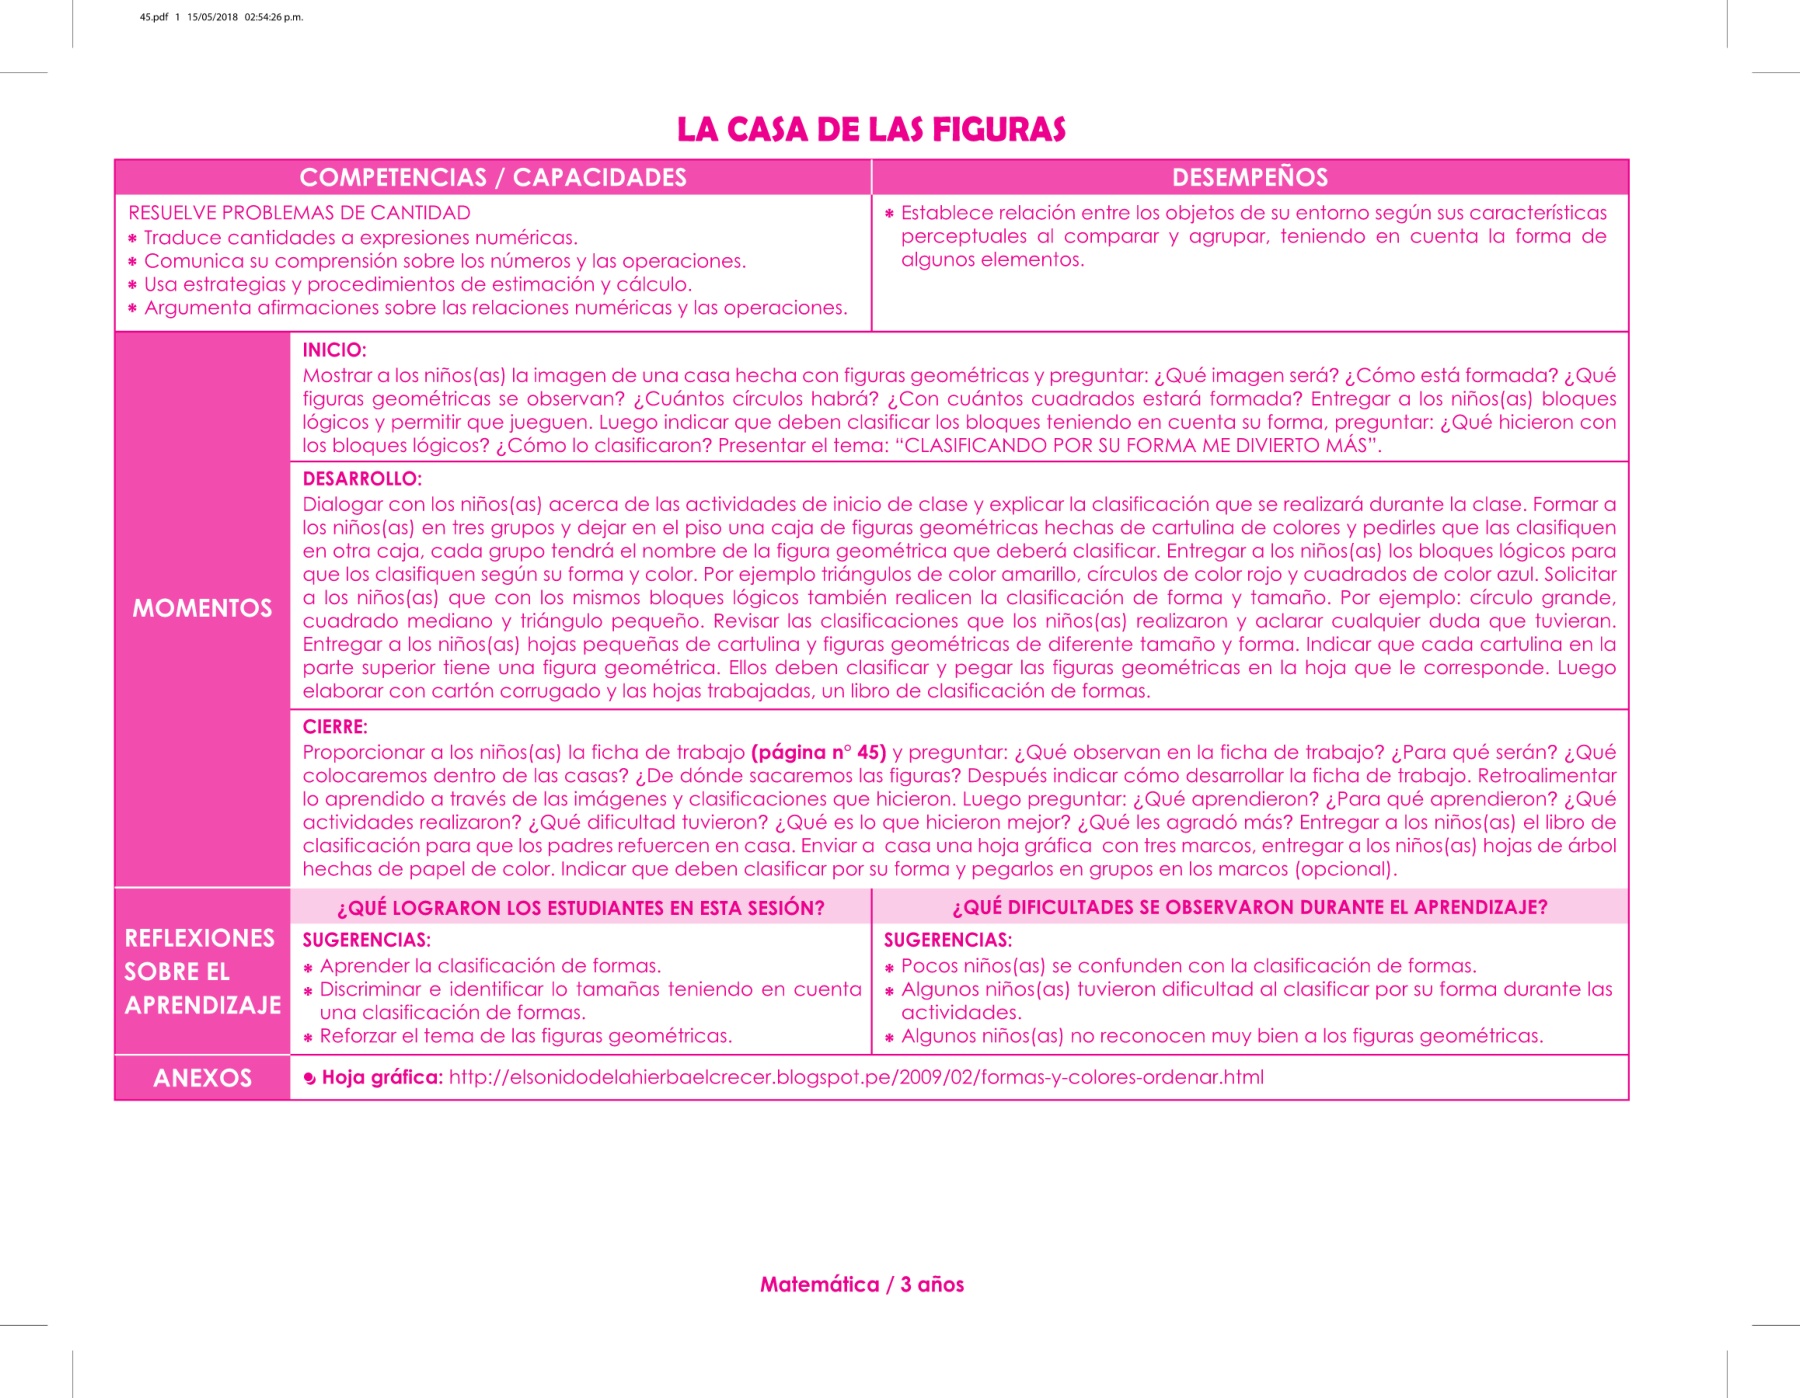 45.pdf 1 15/05/2018 02:54:26 p.m.
LA CASA DE LAS FIGURAS
COMPETENCIAS / CAPACIDADES
RESUELVE PROBLEMAS DE CANTIDAD
* Traduce cantidades a expresiones numéricas.
* Comunica su comprensión sobre los números y las operaciones.
* Usa estrategias y procedimientos de estimación y cálculo.
* Argumenta afirmaciones sobre las relaciones numéricas y las operaciones.
DESEMPEÑOS
* Establece relación entre los objetos de su entorno según sus características
perceptuales al comparar y agrupar, teniendo en cuenta la forma de
algunos elementos.
MOMENTOS
INICIO:
Mostrar a los niños(as) la imagen de una casa hecha con figuras geométricas y preguntar: ¿Qué imagen será? ¿Cómo está formada? ¿Qué
figuras geométricas se observan? ¿Cuántos círculos habrá? ¿Con cuántos cuadrados estará formada? Entregar a los niños(as) bloques
lógicos y permitir que jueguen. Luego indicar que deben clasificar los bloques teniendo en cuenta su forma, preguntar: ¿Qué hicieron con
los bloques lógicos? ¿Cómo lo clasificaron? Presentar el tema: “CLASIFICANDO POR SU FORMA ME DIVIERTO MÁS”.
DESARROLLO:
Dialogar con los niños(as) acerca de las actividades de inicio de clase y explicar la clasificación que se realizará durante la clase. Formar a
los niños(as) en tres grupos y dejar en el piso una caja de figuras geométricas hechas de cartulina de colores y pedirles que las clasifiquen
en otra caja, cada grupo tendrá el nombre de la figura geométrica que deberá clasificar. Entregar a los niños(as) los bloques lógicos para
que los clasifiquen según su forma y color. Por ejemplo triángulos de color amarillo, círculos de color rojo y cuadrados de color azul. Solicitar
a los niños(as) que con los mismos bloques lógicos también realicen la clasificación de forma y tamaño. Por ejemplo: círculo grande,
cuadrado mediano y triángulo pequeño. Revisar las clasificaciones que los niños(as) realizaron y aclarar cualquier duda que tuvieran.
Entregar a los niños(as) hojas pequeñas de cartulina y figuras geométricas de diferente tamaño y forma. Indicar que cada cartulina en la
parte superior tiene una figura geométrica. Ellos deben clasificar y pegar las figuras geométricas en la hoja que le corresponde. Luego
elaborar con cartón corrugado y las hojas trabajadas, un libro de clasificación de formas.
CIERRE:
Proporcionar a los niños(as) la ficha de trabajo (página n° 45) y preguntar: ¿Qué observan en la ficha de trabajo? ¿Para qué serán? ¿Qué
colocaremos dentro de las casas? ¿De dónde sacaremos las figuras? Después indicar cómo desarrollar la ficha de trabajo. Retroalimentar
lo aprendido a través de las imágenes y clasificaciones que hicieron. Luego preguntar: ¿Qué aprendieron? ¿Para qué aprendieron? ¿Qué
actividades realizaron? ¿Qué dificultad tuvieron? ¿Qué es lo que hicieron mejor? ¿Qué les agradó más? Entregar a los niños(as) el libro de
clasificación para que los padres refuercen en casa. Enviar a casa una hoja gráfica con tres marcos, entregar a los niños(as) hojas de árbol
hechas de papel de color. Indicar que deben clasificar por su forma y pegarlos en grupos en los marcos (opcional).
REFLEXIONES
SOBRE EL
APRENDIZAJE
¿QUÉ LOGRARON LOS ESTUDIANTES EN ESTA SESIÓN?
SUGERENCIAS:
* Aprender la clasificación de formas.
* Discriminar e identificar lo tamañas teniendo en cuenta
una clasificación de formas.
* Reforzar el tema de las figuras geométricas.
¿QUÉ DIFICULTADES SE OBSERVARON DURANTE EL APRENDIZAJE?
SUGERENCIAS:
* Pocos niños(as) se confunden con la clasificación de formas.
* Algunos niños(as) tuvieron dificultad al clasificar por su forma durante las
actividades.
* Algunos niños(as) no reconocen muy bien a los figuras geométricas.
ANEXOS
Hoja gráfica: http://elsonidodelahierbaelcrecer.blogspot.pe/2009/02/formas-y-colores-ordenar.html
Matemática / 3 años